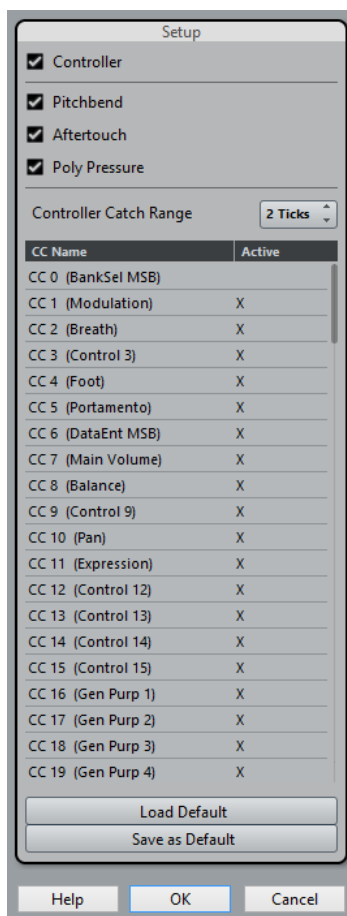 Setup
Controller
Pitchbend
Aftertouch
Poly Pressure
Controller Catch Range 2 Ticks
CC Name Active
CC 0 (BankSel MSB)
CC 1 (Modulation) X
CC 2 (Breath) X
CC 3 (Control 3) X
CC 4 (Foot) X
CC 5 (Portamento) X
CC 6 (DataEnt MSB) X
CC 7 (Main Volume) X
CC 8 (Balance) X
CC 9 (Control 9) X
CC 10 (Pan) X
CC 11 (Expression) X
CC 12 (Control 12) X
CC 13 (Control 13) X
CC 14 (Control 14) X
CC 15 (Control 15) X
CC 16 (Gen Purp 1) X
CC 17 (Gen Purp 2) X
CC 18 (Gen Purp 3) X
CC 19 (Gen Purp 4) X
Load Default
Save as Default
Help OK Cancel